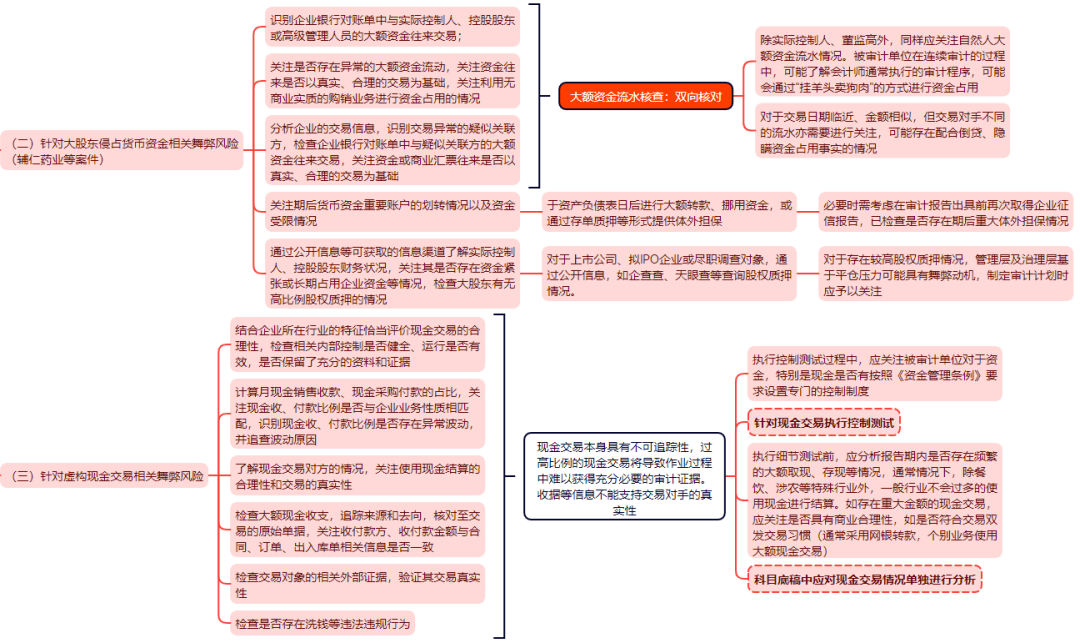 （二）针对大股东侵占货币资金相关舞弊风险
（辅仁药业等案件）
识别企业银行对账单中与实际控制人、控股股东
或高级管理人员的大额资金往来交易；
关注是否存在异常的大额资金流动，关注资金往
来是否以真实、合理的交易为基础，关注利用无
商业实质的购销业务进行资金占用的情况
分析企业的交易信息，识别交易异常的疑似关联
方，检查企业银行对账单中与疑似关联方的大额
资金往来交易，关注资金或商业汇票往来是否以
真实、合理的交易为基础
大额资金流水核查：双向核对
除实际控制人、董监高外，同样应关注自然人大
额资金流水情况。被审计单位在连续审计的过程
中，可能了解会计师通常执行的审计程序，可能
会通过"挂羊头卖狗肉"的方式进行资金占用
对于交易日期临近、金额相似，但交易对手不同
的流水亦需要进行关注，可能存在配合倒贷、隐
瞒资金占用事实的情况
关注期后货币资金重要账户的划转情况以及资金
受限情况
于资产负债表日后进行大额转款、挪用资金，或
通过存单质押等形式提供体外担保
必要时需考虑在审计报告出具前再次取得企业征
信报告，已检查是否存在期后重大体外担保情况
通过公开信息等可获取的信息渠道了解实际控制
人、控股股东财务状况，关注其是否存在资金紧
张或长期占用企业资金等情况，检查大股东有无
高比例股权质押的情况
对于上市公司、拟IPO企业或尽职调查对象，通
过公开信息，如企查查、天眼查等查询股权质押
情况。
对于存在较高股权质押情况，管理层及治理层基
于平仓压力可能具有舞弊动机，制定审计计划时
应予以关注
（三）针对虚构现金交易相关舞弊风险
结合企业所在行业的特征恰当评价现金交易的合
理性，检查相关内部控制是否健全、运行是否有
效，是否保留了充分的资料和证据
计算月现金销售收款、现金采购付款的占比，关
注现金收、付款比例是否与企业业务性质相匹
配，识别现金收、付款比例是否存在异常波动，
并追查波动原因
了解现金交易对方的情况，关注使用现金结算的
合理性和交易的真实性
检查大额现金收支，追踪来源和去向，核对至交
易的原始单据，关注收付款方、收付款金额与合
同、订单、出入库单相关信息是否一致
检查交易对象的相关外部证据，验证其交易真实
性
检查是否存在洗钱等违法违规行为
现金交易本身具有不可追踪性，过
高比例的现金交易将导致作业过程
中难以获得充分必要的审计证据。
收据等信息不能支持交易对手的真
实性
执行控制测试过程中，应关注被审计单位对于资
金，特别是现金是否有按照《资金管理条例》要
求设置专门的控制制度
针对现金交易执行控制测试
执行细节测试前，应分析报告期内是否存在频繁
的大额取现、存现等情况，通常情况下，除餐
饮、涉农等特殊行业外，一般行业不会过多的使
用现金进行结算。如存在重大金额的现金交易，
应关注是否具有商业合理性，如是否符合交易双
发交易习惯（通常采用网银转款，个别业务使用
大额现金交易）
科目底稿中应对现金交易情况单独进行分析